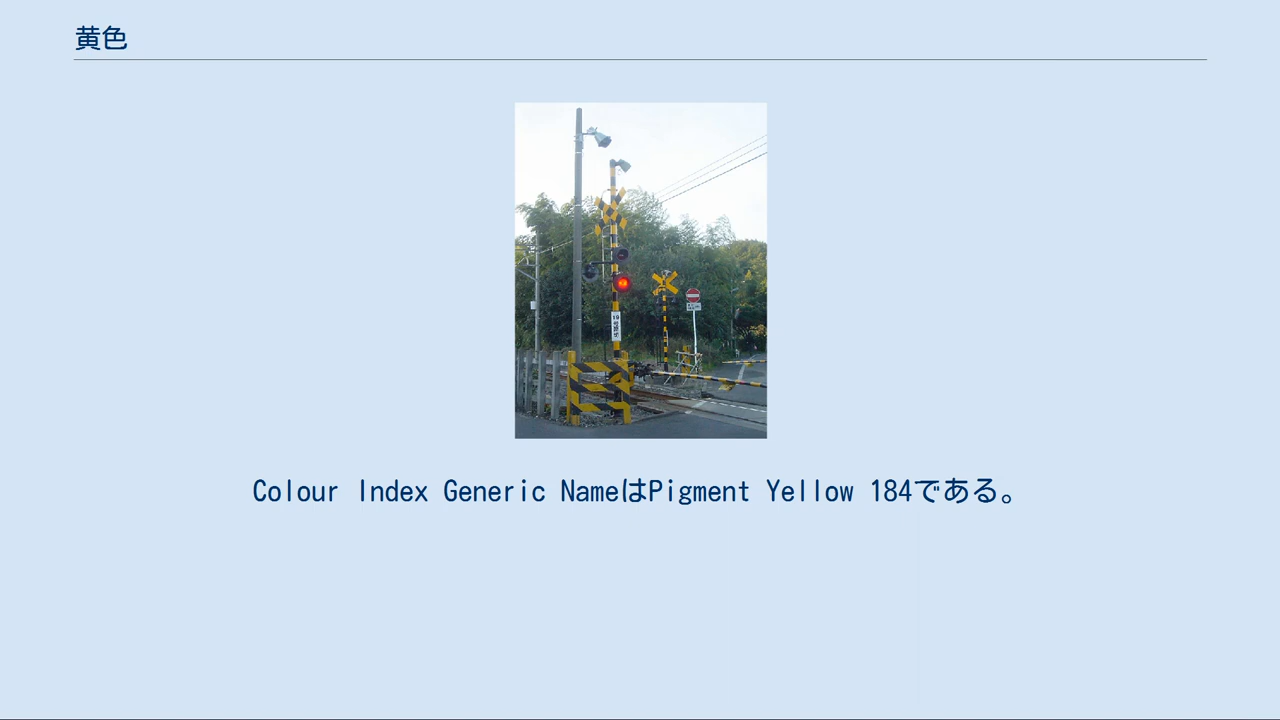 黄色
Colour Index Generic NameはPigment Yellow 184である。